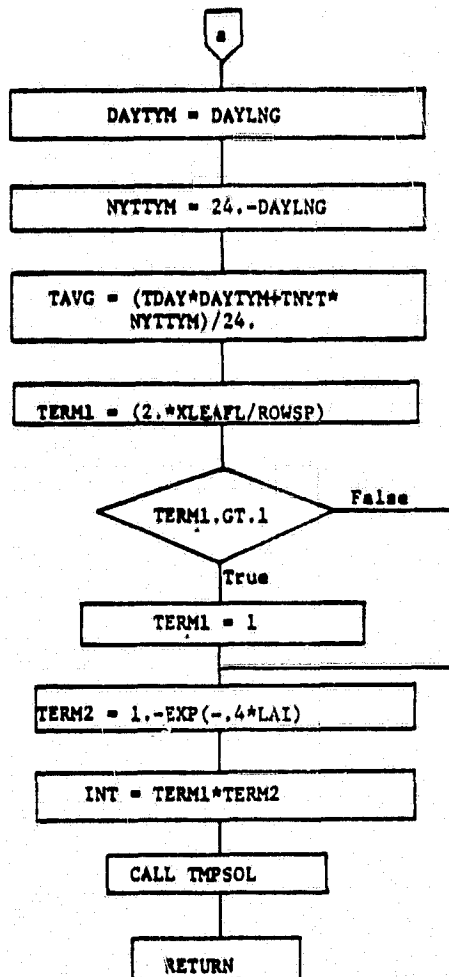 a
DAYTYM = DAYLNG
NYTTYM = 24.-DAYLNG
TAVG = (TDAY*DAYTYM+TNYT*
NYTTYM)/24.
TERM1 = (2.*XLEAFL/ROWSP)
TERM1.GT.1
False
True
TERM1 = 1
TERM2 = 1.-EXP(-.4*LAI)
INT = TERM1*TERM2
CALL TMPSOL
RETURN